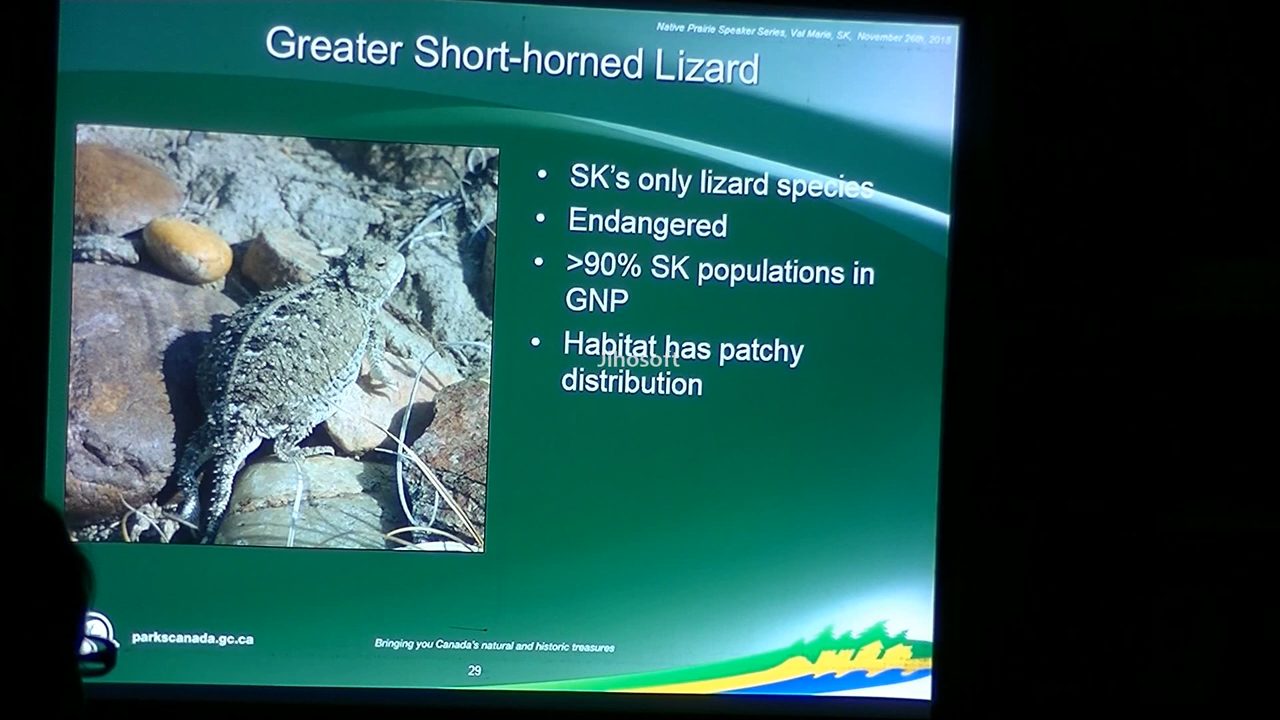 Native Prairie Speaker Series, Val Marie, SK, November 26th, 2018
Greater Short-horned Lizard
• SK's only lizard species
• Endangered
• >90% SK populations in
GNP
• Habitat has patchy
Jihosoft
distribution
parkscanada.gc.ca
Bringing you Canada's natural and historic treasures
29